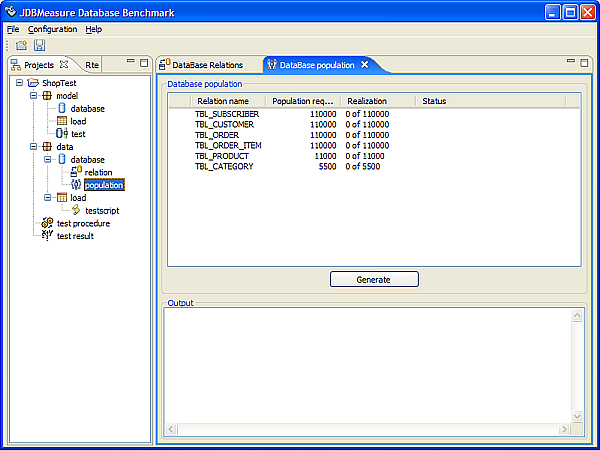 JDBMeasure Database Benchmark
File Configuration Help
Projects Rte
ShopTest
model
database
load
test
data
database
relation
population
load
testscript
test procedure
test result
DataBase Relations DataBase population
Database population
Relation name Population req... Realization Status
TBL_SUBSCRIBER 110000 0 of 110000
TBL_CUSTOMER 110000 0 of 110000
TBL_ORDER 110000 0 of 110000
TBL_ORDER_ITEM 110000 0 of 110000
TBL_PRODUCT 11000 0 of 11000
TBL_CATEGORY 5500 0 of 5500
Generate
Output